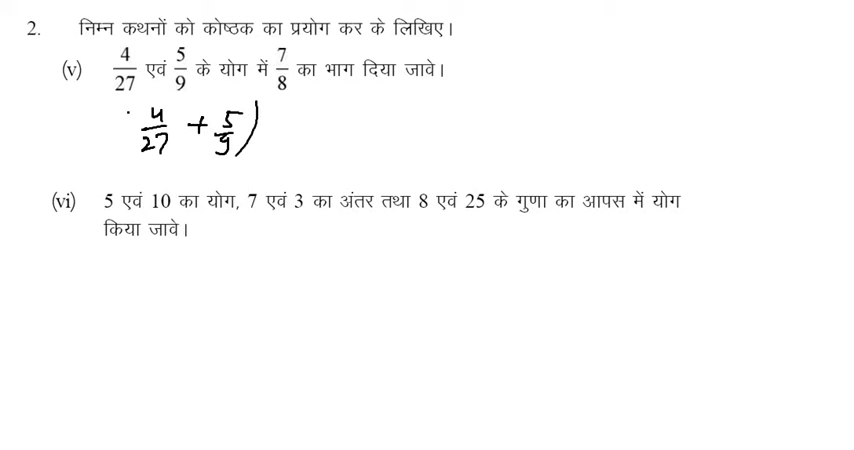 2. निम्न कथनों को कोष्ठक का प्रयोग कर के लिखिए।
(v) 4/27 एवं 5/9 के योग में 7/8 का भाग दिया जावे।
4/27 + 5/9)
(vi) 5 एवं 10 का योग, 7 एवं 3 का अंतर तथा 8 एवं 25 के गुणा का आपस में योग
किया जावे।